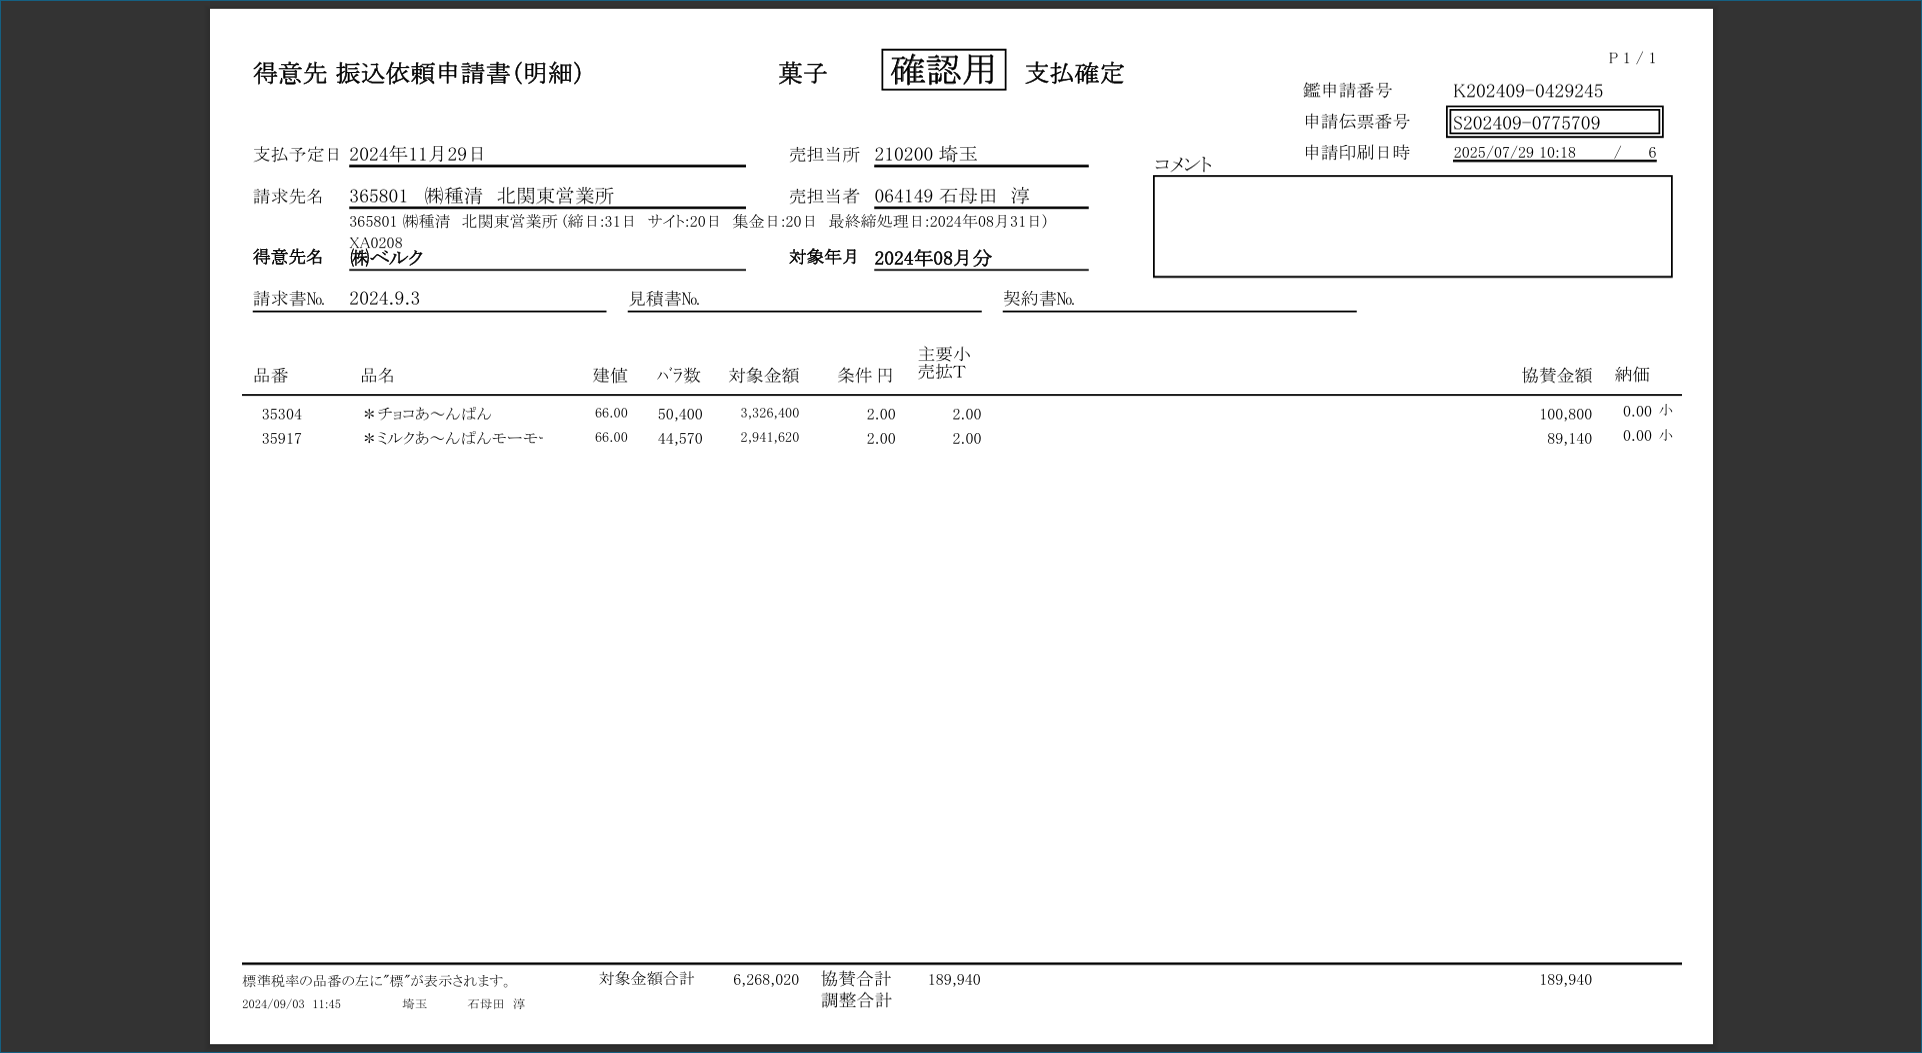 P 1 / 1
得意先 振込依頼申請書(明細) 菓子 確認用 支払確定
鑑申請番号 K202409-0429245
申請伝票番号 S202409-0775709
申請印刷日時 2025/07/29 10:18 / 6
支払予定日 2024年11月29日 売担当所 210200 埼玉
コメント
請求先名 365801 ㈱種清 北関東営業所 売担当者 064149 石母田 淳
365801 ㈱種清 北関東営業所 (締日:31日 サイト:20日 集金日:20日 最終締処理日:2024年08月31日)
XA0208
得意先名 ㈱ベルク 対象年月 2024年08月分
請求書№ 2024.9.3 見積書№ 契約書№
品番 品名 建値 バラ数 対象金額 条件 円 主要小売拡T 協賛金額 納価
35304 *チョコあ~んぱん 66.00 50,400 3,326,400 2.00 2.00 100,800 0.00 小
35917 *ミルクあ~んぱんモーモー 66.00 44,570 2,941,620 2.00 2.00 89,140 0.00 小
標準税率の品番の左に"標"が表示されます。 対象金額合計 6,268,020 協賛合計 189,940 189,940
調整合計
2024/09/03 11:45 埼玉 石母田 淳